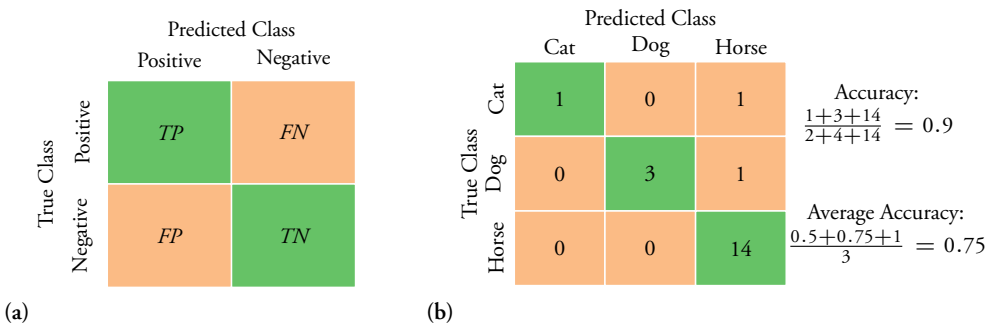 Predicted Class
Positive Negative
True Class
Positive
TP FN
Negative
FP TN
(a)
Predicted Class
Cat Dog Horse
True Class
Cat
1 0 1
Dog
0 3 1
Horse
0 0 14
Accuracy:
\frac{1+3+14}{2+4+14} = 0.9
Average Accuracy:
\frac{0.5+0.75+1}{3} = 0.75
(b)